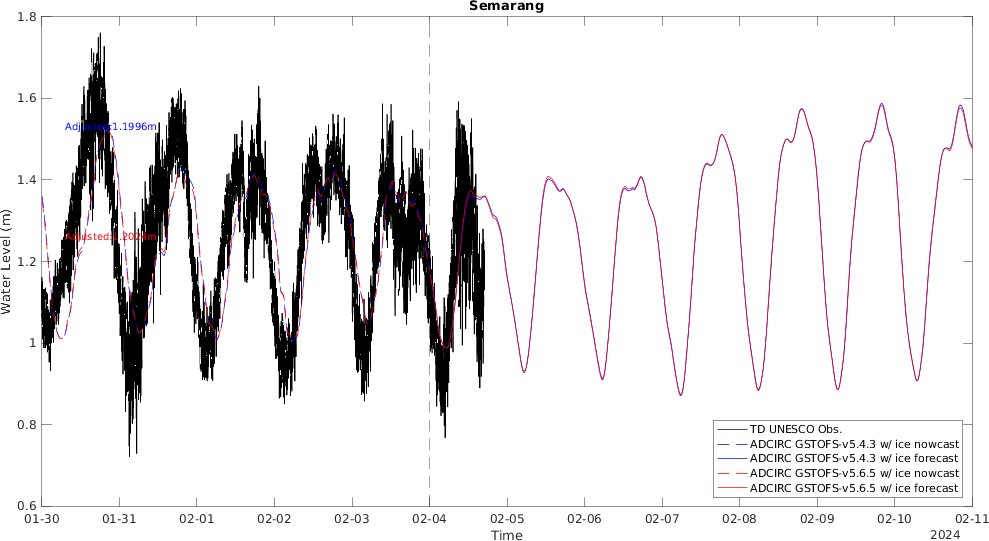 Semarang
1.8
1.6
1.4
1.2
1
0.8
0.6
Water Level (m)
Adjusted:1.1996m
01-30 01-31 02-01 02-02 02-03 02-04 02-05 02-06 02-07 02-08 02-09 02-10 02-11
Time
2024
TD UNESCO Obs.
ADCIRC GSTOFS-v5.4.3 w/ ice nowcast
ADCIRC GSTOFS-v5.4.3 w/ ice forecast
ADCIRC GSTOFS-v5.6.5 w/ ice nowcast
ADCIRC GSTOFS-v5.6.5 w/ ice forecast